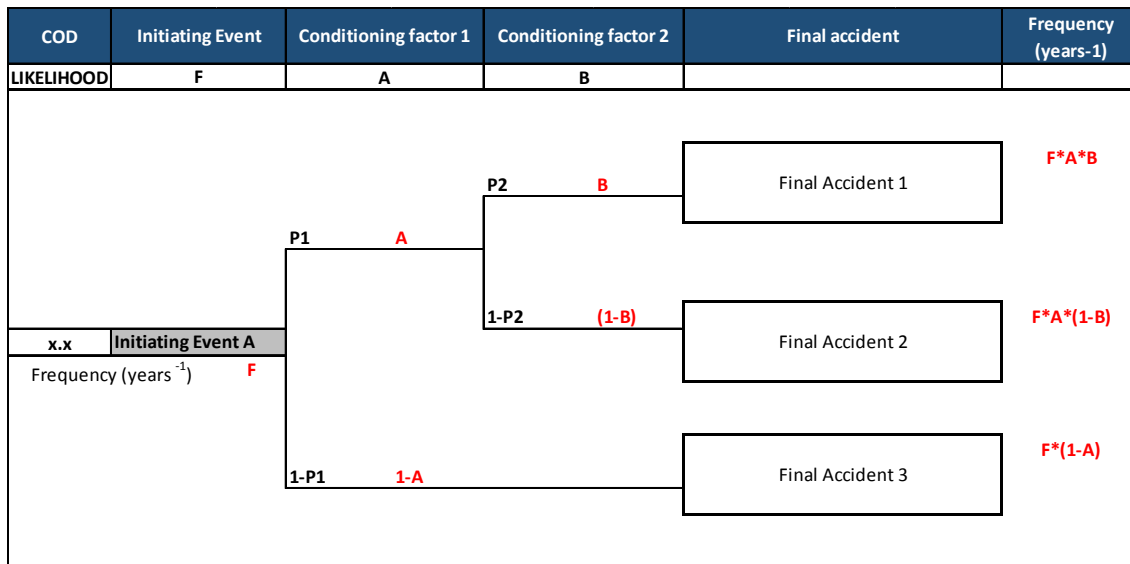 COD Initiating Event Conditioning factor 1 Conditioning factor 2 Final accident Frequency
(years-1)
LIKELIHOOD F A B
F*A*B
Final Accident 1
P2 B
P1 A
1-P2 (1-B)
F*A*(1-B)
Final Accident 2
x.x Initiating Event A
Frequency (years -1) F
F*(1-A)
1-P1 1-A
Final Accident 3